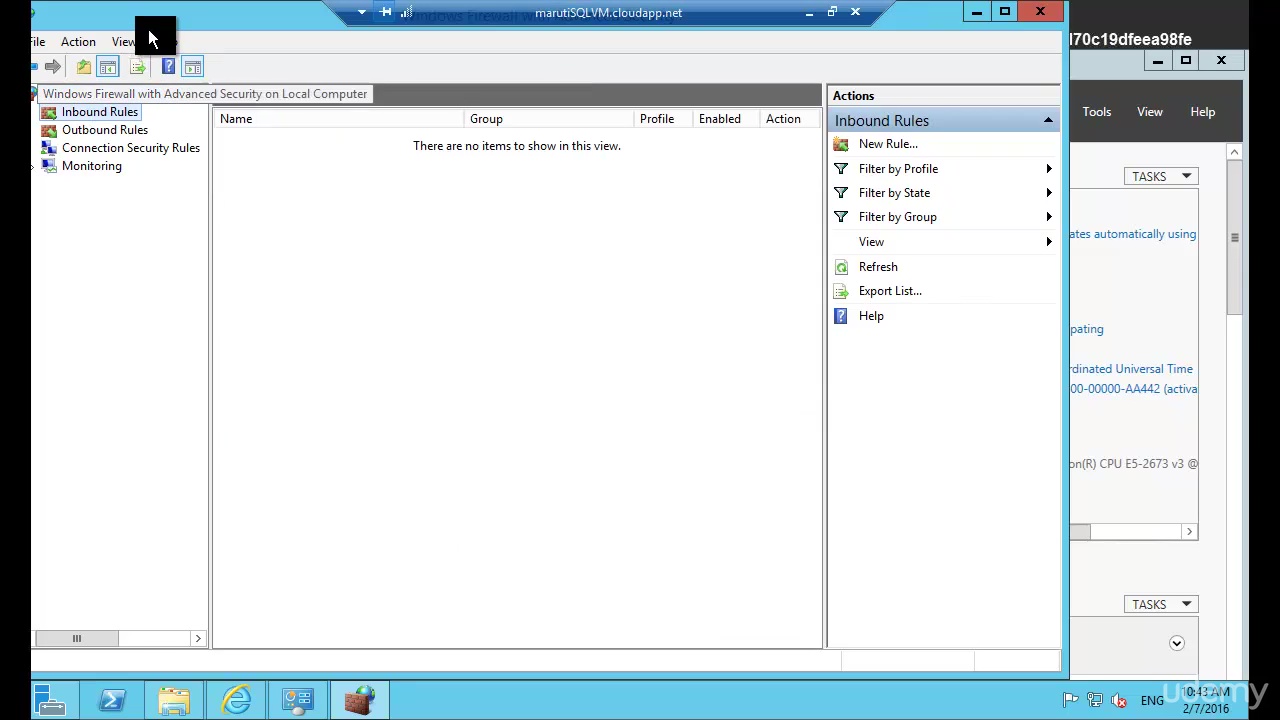 marutiSQLVM.cloudapp.net
l70c19dfeea98fe
ile Action View
Windows Firewall with Advanced Security on Local Computer
Inbound Rules
Outbound Rules
Connection Security Rules
Monitoring
Name Group Profile Enabled Action
There are no items to show in this view.
Actions
Inbound Rules
New Rule...
Filter by Profile
Filter by State
Filter by Group
View
Refresh
Export List...
Help
Tools View Help
TASKS
ates automatically using
pating
rdinated Universal Time
00-00000-AA442 (activa
on(R) CPU E5-2673 v3 @
TASKS
ENG
10:43 AM
2/7/2016
udemy